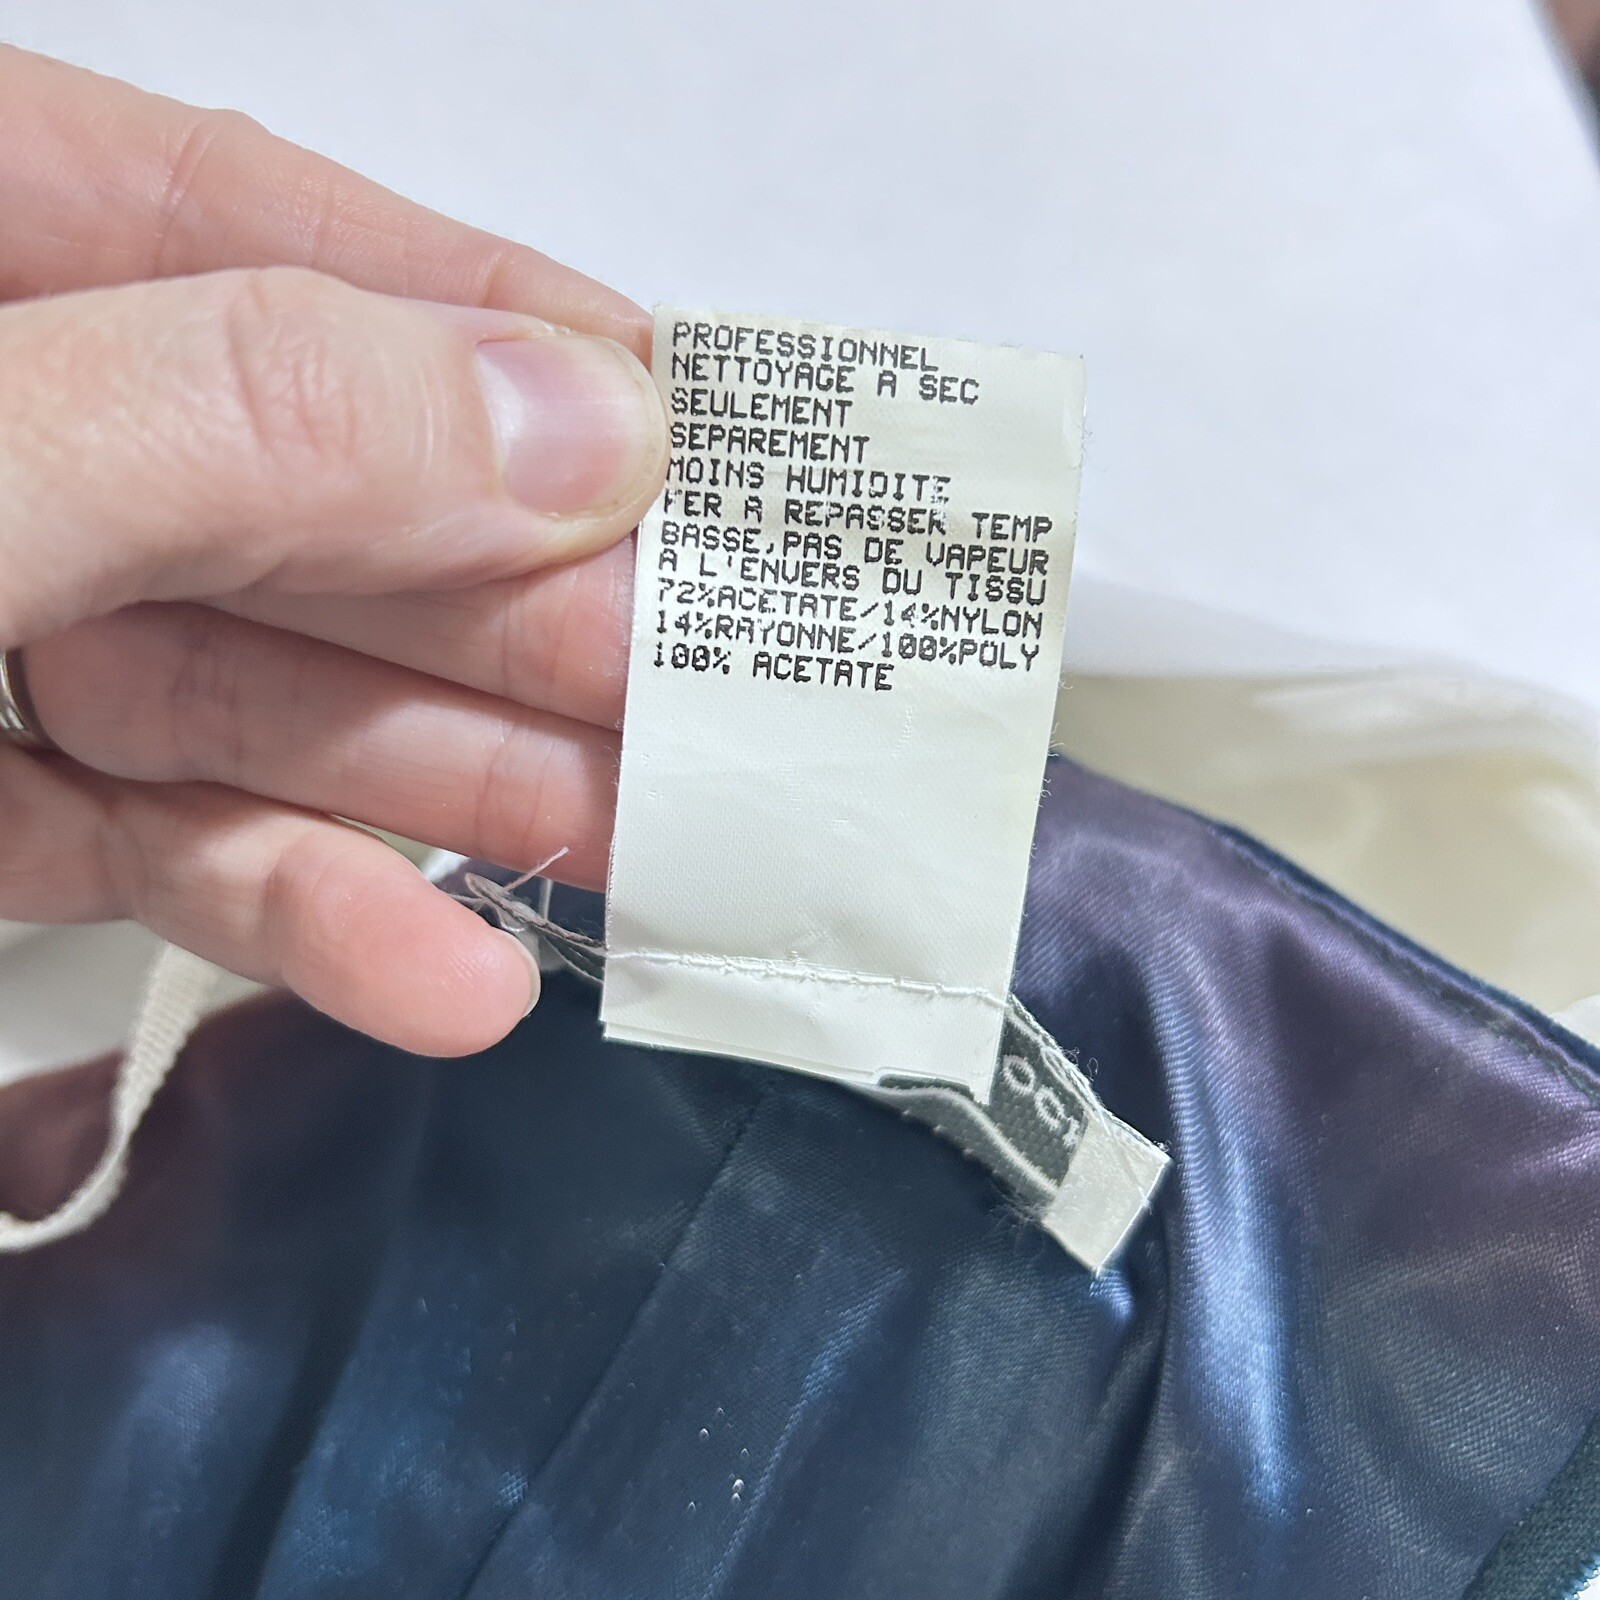 PROFESSIONNEL
NETTOYAGE A SEC
SEULEMENT
SEPAREMENT
MOINS HUMIDITE
FER A REPASSER TEMP
BASSE,PAS DE VAPEUR
A L'ENVERS DU TISSU
72%ACETATE/14%NYLON
14%RAYONNE/100%POLY
100% ACETATE